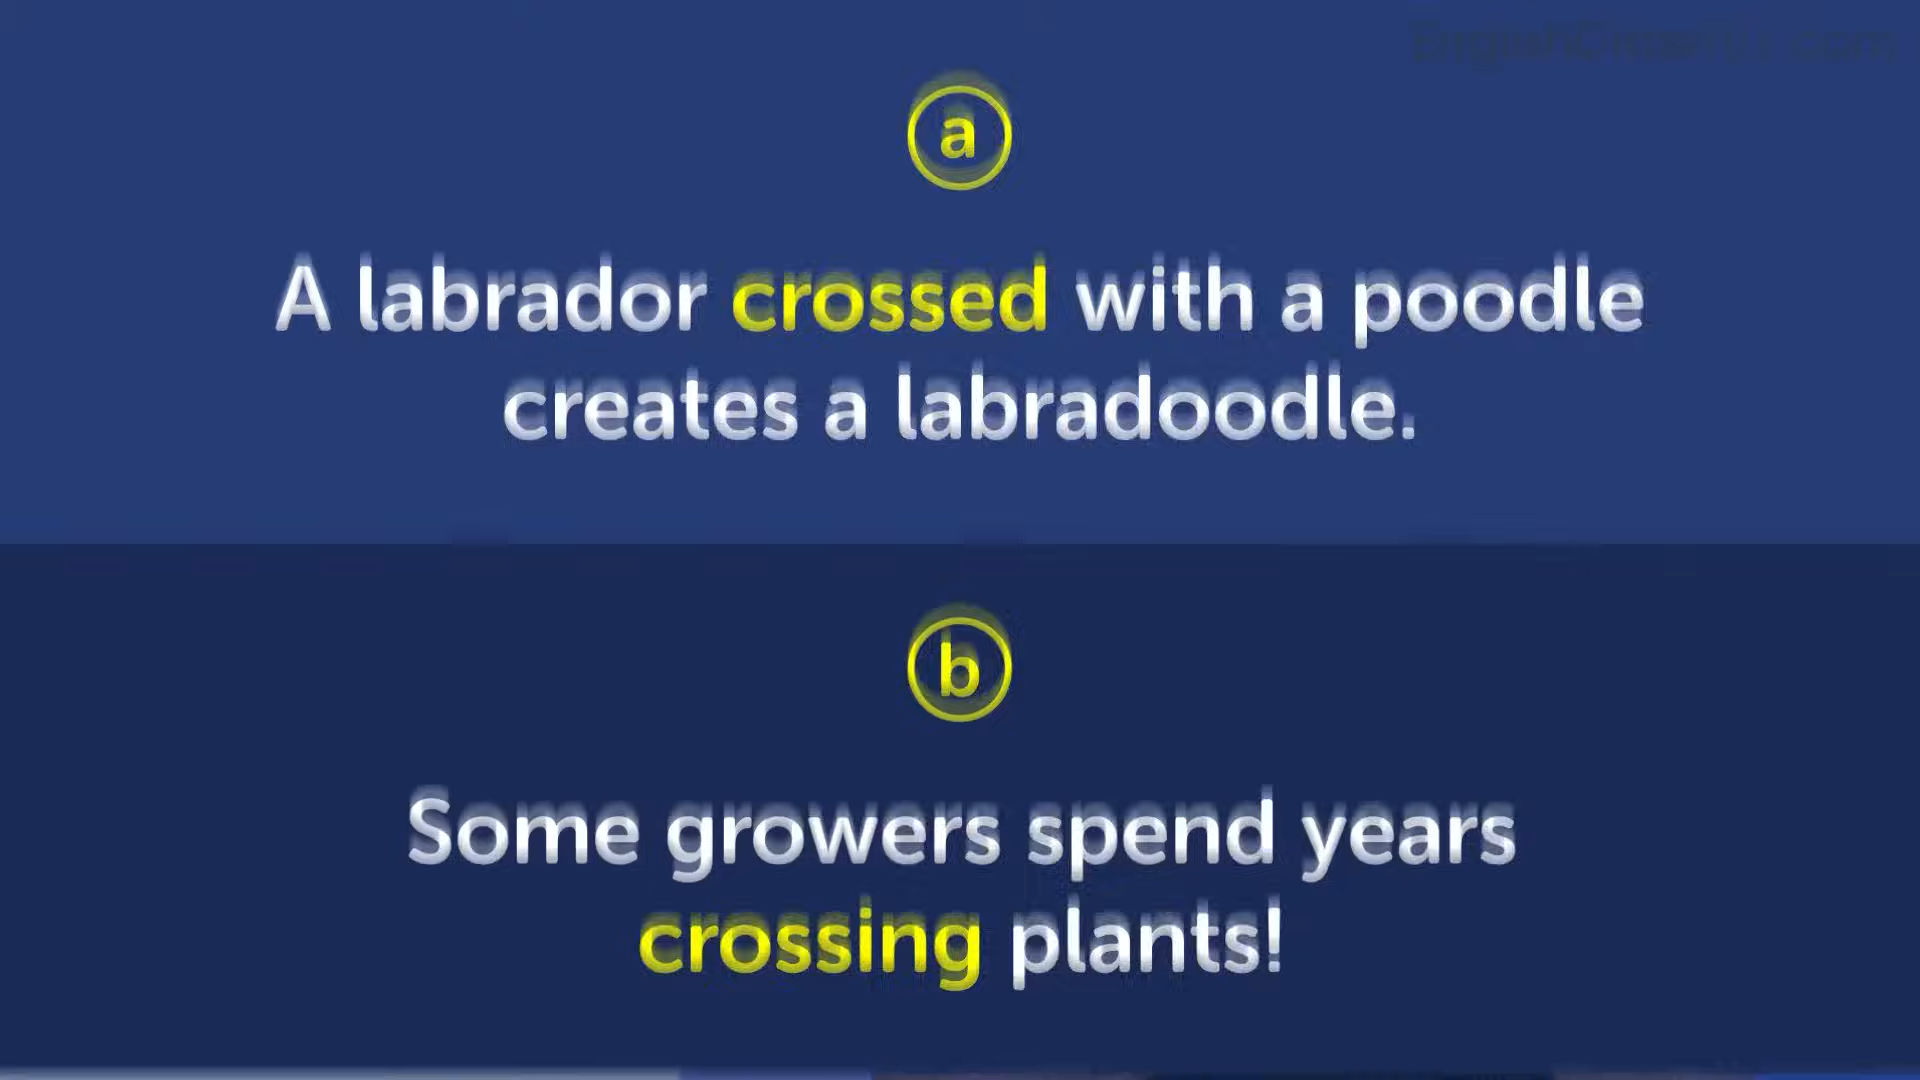 a
A labrador crossed with a poodle
creates a labradoodle.
b
Some growers spend years
crossing plants!